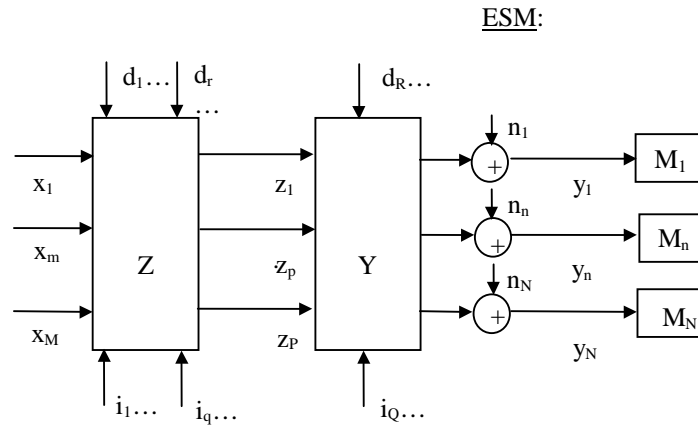 ESM:
d1… dr
…
dR…
n1
x1
z1
y1
M1
nn
xm
Z
.zp
Y
yn
Mn
nN
xM
zP
yN
MN
+
+
+
i1… iq…
iQ…